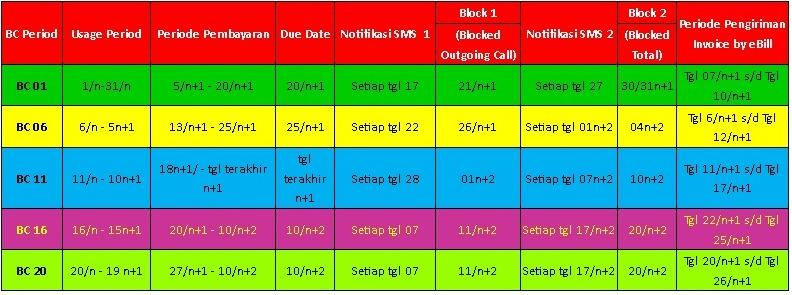 BC Period Usage Period Periode Pembayaran Due Date Notifikasi SMS 1 Block 1 (Blocked Outgoing Call) Notifikasi SMS 2 Block 2 (Blocked Total) Periode Pengiriman Invoice by eBill
BC 01 1/n-31/n 5/n+1 - 20/n+1 20/n+1 Setiap tgl 17 21/n+1 Setiap tgl 27 30/31n+1 Tgl 07/n+1 s/d Tgl 10/n+1
BC 06 6/n - 5n+1 13/n+1 - 25/n+1 25/n+1 Setiap tgl 22 26/n+1 Setiap tgl 01n+2 04n+2 Tgl 6/n+1 s/d Tgl 12/n+1
BC 11 11/n - 10n+1 18n+1/ - tgl terakhir n+1 tgl terakhir n+1 Setiap tgl 28 01n+2 Setiap tgl 07n+2 10n+2 Tgl 11/n+1 s/d Tgl 17/n+1
BC 16 16/n - 15n+1 20/n+1 - 10/n+2 10/n+2 Setiap tgl 07 11/n+2 Setiap tgl 17/n+2 20/n+2 Tgl 22/n+1 s/d Tgl 25/n+1
BC 20 20/n - 19 n+1 27/n+1 - 10/n+2 10/n+2 Setiap tgl 07 11/n+2 Setiap tgl 17/n+2 20/n+2 Tgl 20/n+1 s/d Tgl 26/n+1